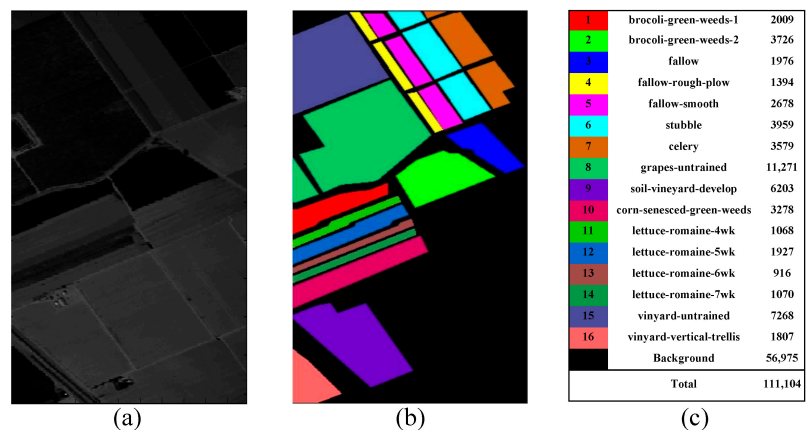 1 brocoli-green-weeds-1 2009
2 brocoli-green-weeds-2 3726
3 fallow 1976
4 fallow-rough-plow 1394
5 fallow-smooth 2678
6 stubble 3959
7 celery 3579
8 grapes-untrained 11,271
9 soil-vineyard-develop 6203
10 corn-senesced-green-weeds 3278
11 lettuce-romaine-4wk 1068
12 lettuce-romaine-5wk 1927
13 lettuce-romaine-6wk 916
14 lettuce-romaine-7wk 1070
15 vinyard-untrained 7268
16 vinyard-vertical-trellis 1807
Background 56,975
Total 111,104
(a) (b) (c)